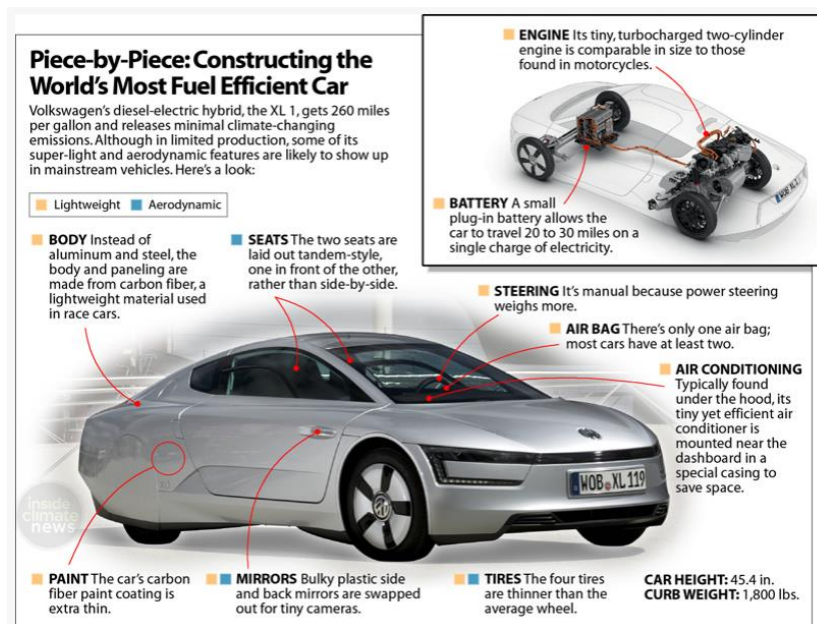 Piece-by-Piece: Constructing the
World's Most Fuel Efficient Car
Volkswagen's diesel-electric hybrid, the XL 1, gets 260 miles
per gallon and releases minimal climate-changing
emissions. Although in limited production, some of its
super-light and aerodynamic features are likely to show up
in mainstream vehicles. Here's a look:
Lightweight Aerodynamic
ENGINE Its tiny, turbocharged two-cylinder
engine is comparable in size to those
found in motorcycles.
BATTERY A small
plug-in battery allows the
car to travel 20 to 30 miles on a
single charge of electricity.
BODY Instead of
aluminum and steel, the
body and paneling are
made from carbon fiber, a
lightweight material used
in race cars.
SEATS The two seats are
laid out tandem-style,
one in front of the other,
rather than side-by-side.
STEERING It's manual because power steering
weighs more.
AIR BAG There's only one air bag;
most cars have at least two.
AIR CONDITIONING
Typically found
under the hood, its
tiny yet efficient air
conditioner is
mounted near the
dashboard in a
special casing to
save space.
WOB XL 119
inside
climate
news
PAINT The car's carbon
fiber paint coating is
extra thin.
MIRRORS Bulky plastic side
and back mirrors are swapped
out for tiny cameras.
TIRES The four tires
are thinner than the
average wheel.
CAR HEIGHT: 45.4 in.
CURB WEIGHT: 1,800 lbs.